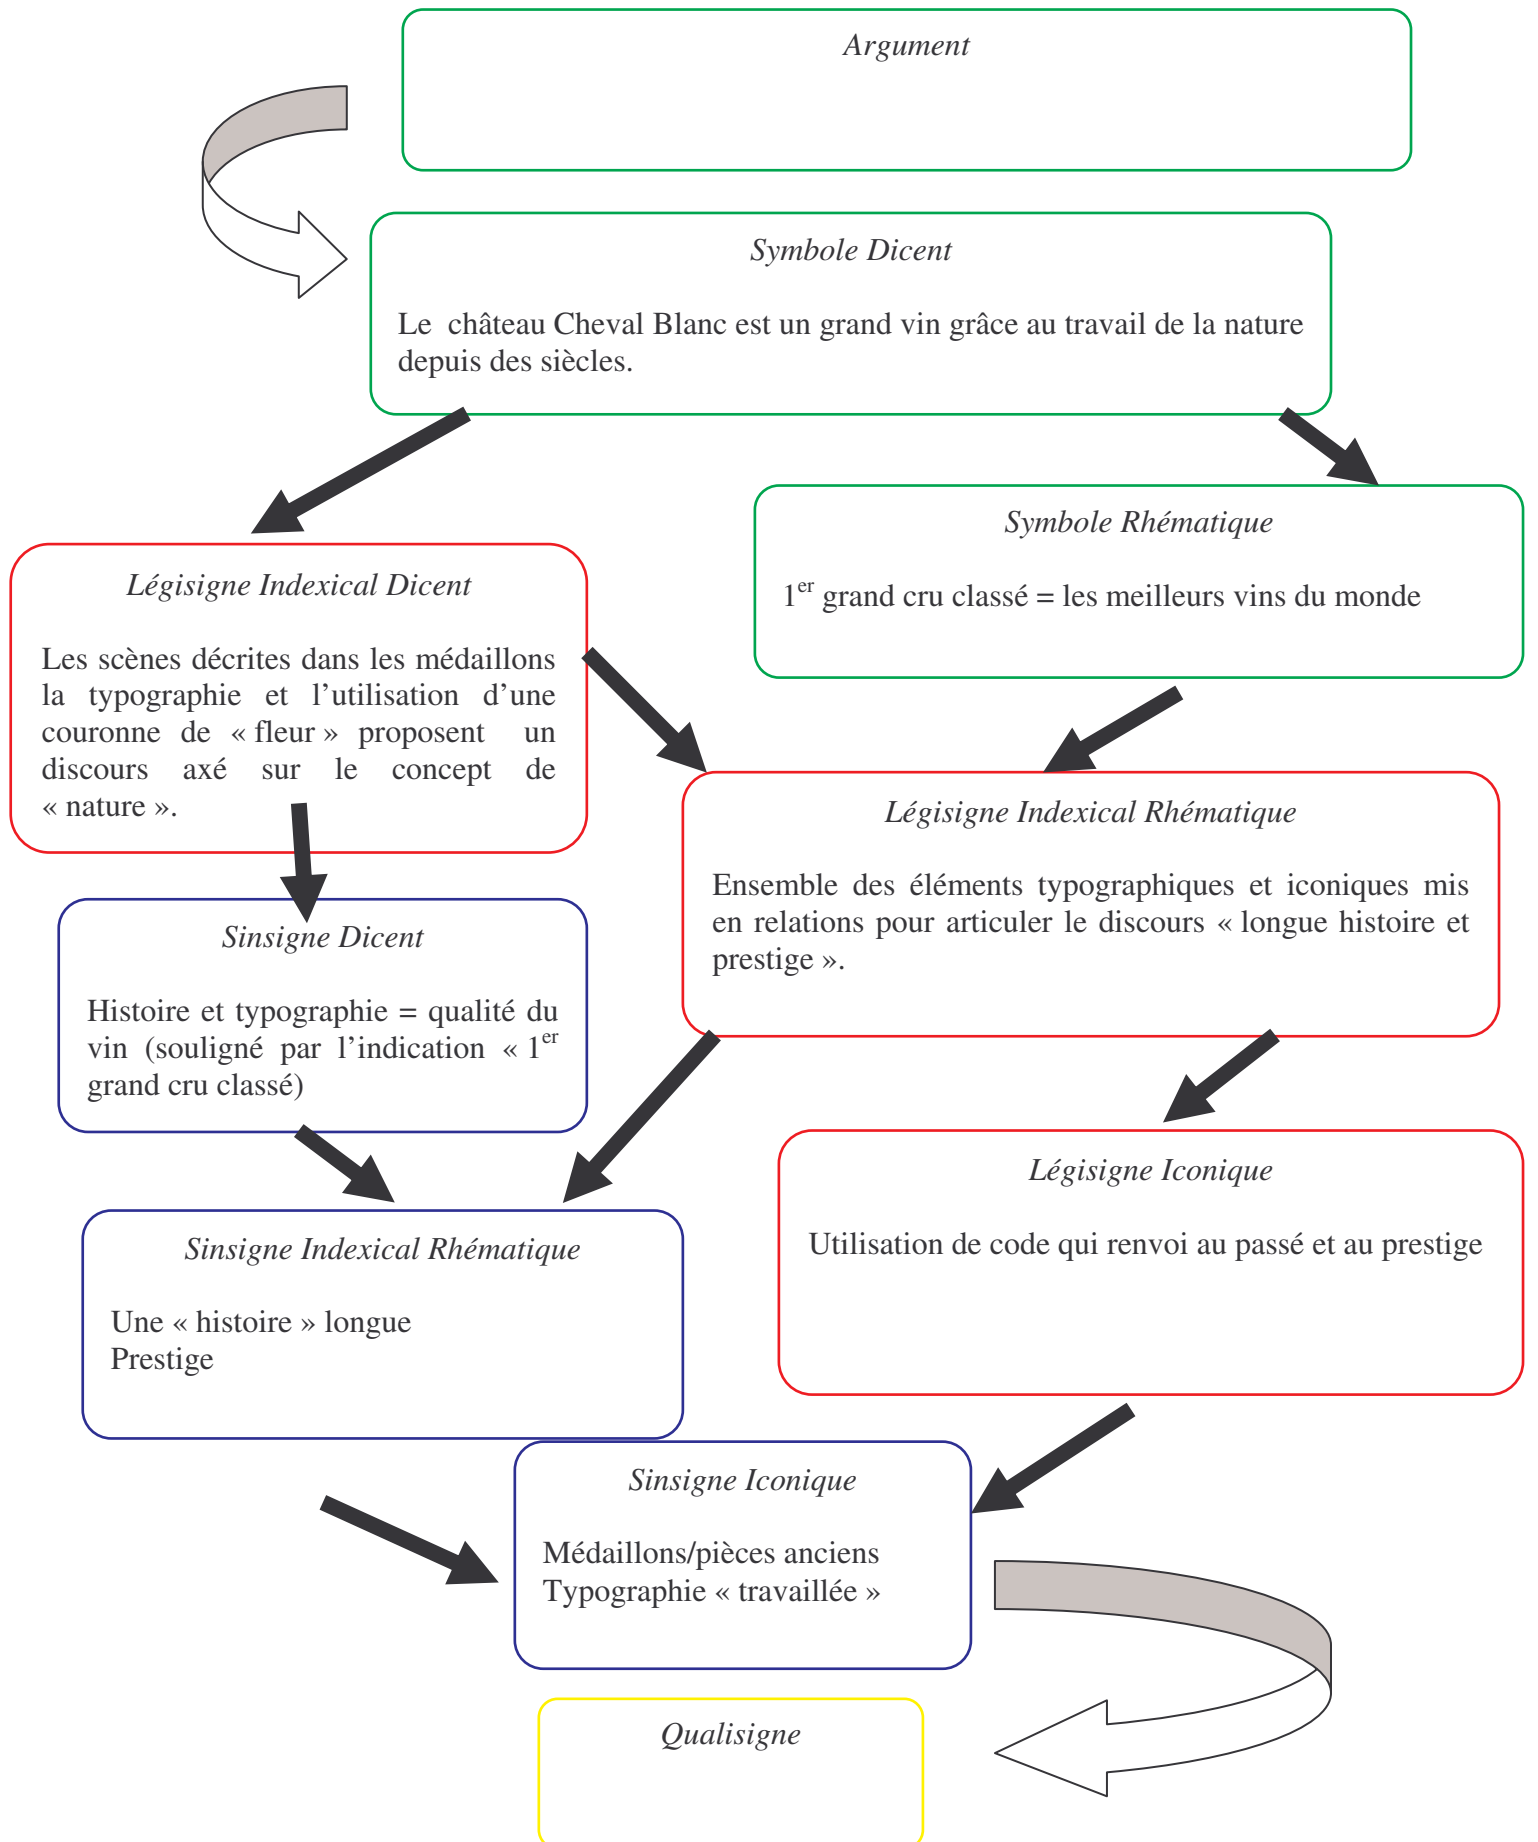 Argument
Symbole Dicent
Le  château Cheval Blanc est un grand vin grâce au travail de la nature
depuis des siècles.
Symbole Rhématique
1er grand cru classé = les meilleurs vins du monde
Légisigne Indexical Dicent
Les scènes décrites dans les médaillons
la typographie et l’utilisation d’une
couronne de « fleur » proposent un
discours axé sur le concept de
« nature ».
Légisigne Indexical Rhématique
Ensemble des éléments typographiques et iconiques mis
en relations pour articuler le discours « longue histoire et
prestige ».
Sinsigne Dicent
Histoire et typographie = qualité du
vin (souligné par l’indication « 1er
grand cru classé)
Légisigne Iconique
Utilisation de code qui renvoi au passé et au prestige
Sinsigne Indexical Rhématique
Une « histoire » longue
Prestige
Sinsigne Iconique
Médaillons/pièces anciens
Typographie « travaillée »
Qualisigne